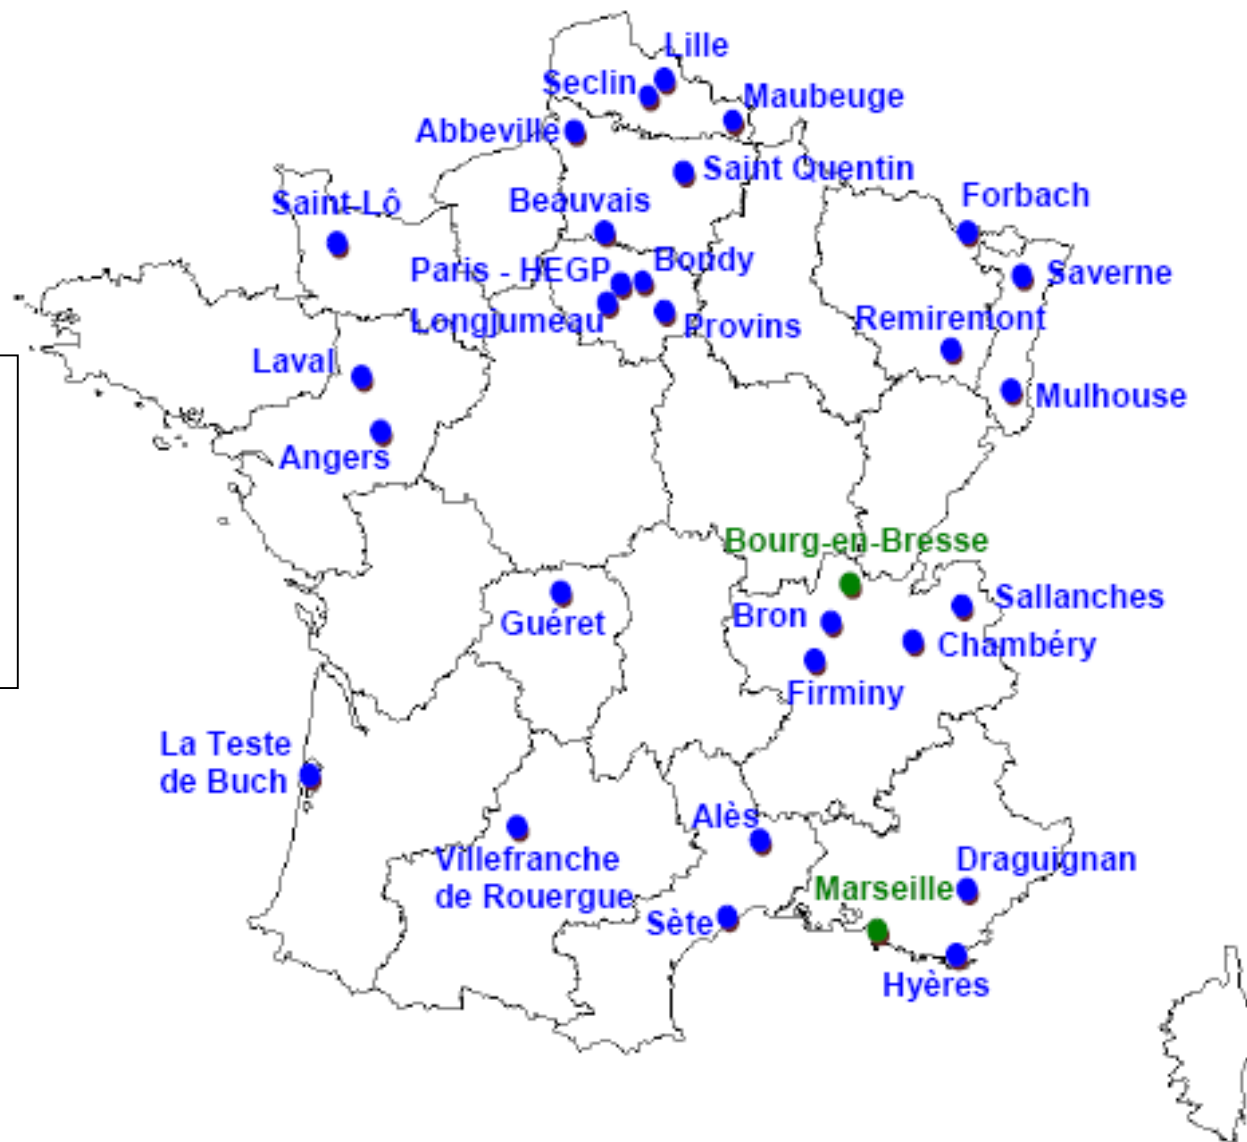 Lille
Seclin
Maubeuge
Abbeville
Saint Quentin
Forbach
Saint-Lô
Beauvais
Bondy
Paris - HEGP
Saverne
Longjumeau
Provins
Remiremont
Laval
Mulhouse
Angers
Bourg-en-Bresse
Sallanches
Bron
Guéret
Chambéry
Firminy
La Teste
de Buch
Alès
Villefranche
de Rouergue
Draguignan
Marseille
Sète
Hyères